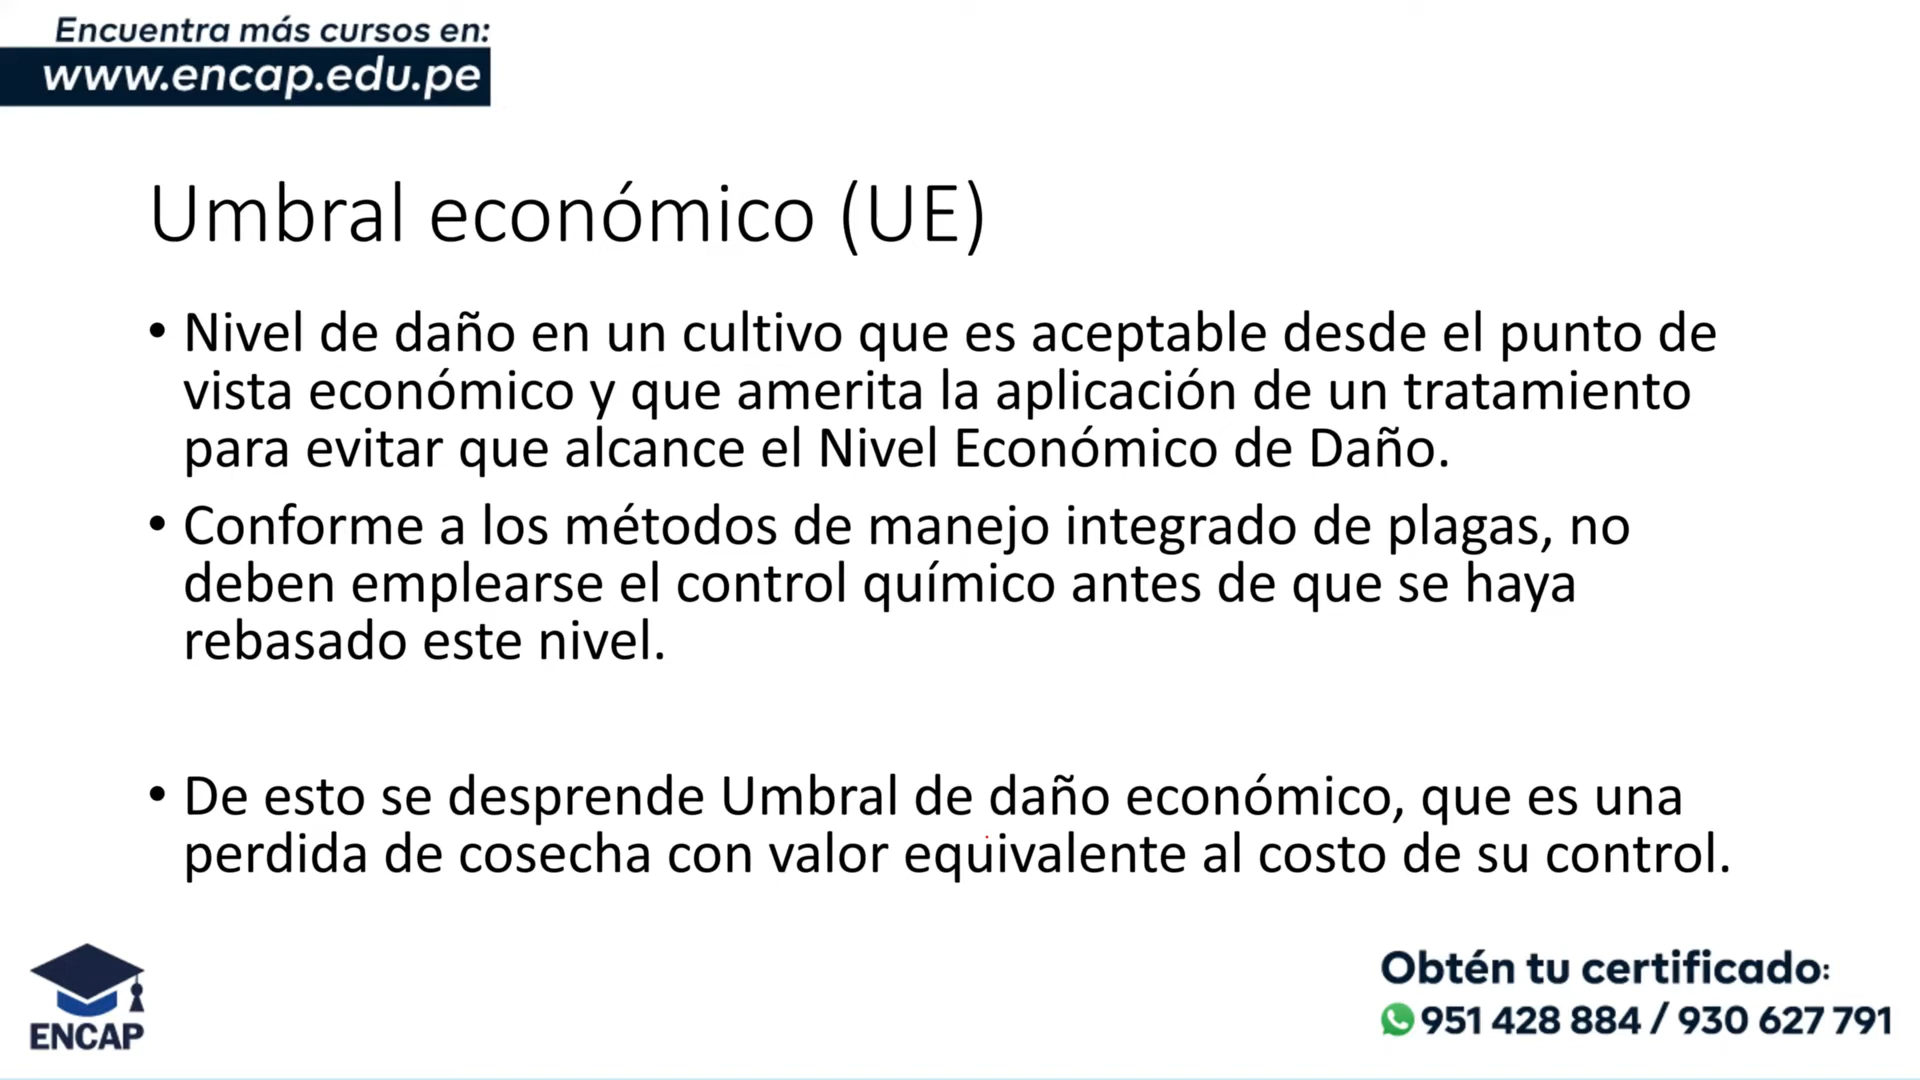 Encuentra más cursos en:
www.encap.edu.pe
Umbral económico (UE)
• Nivel de daño en un cultivo que es aceptable desde el punto de
vista económico y que amerita la aplicación de un tratamiento
para evitar que alcance el Nivel Económico de Daño.
• Conforme a los métodos de manejo integrado de plagas, no
deben emplearse el control químico antes de que se haya
rebasado este nivel.
• De esto se desprende Umbral de daño económico, que es una
perdida de cosecha con valor equivalente al costo de su control.
ENCAP
Obtén tu certificado:
951 428 884 / 930 627 791